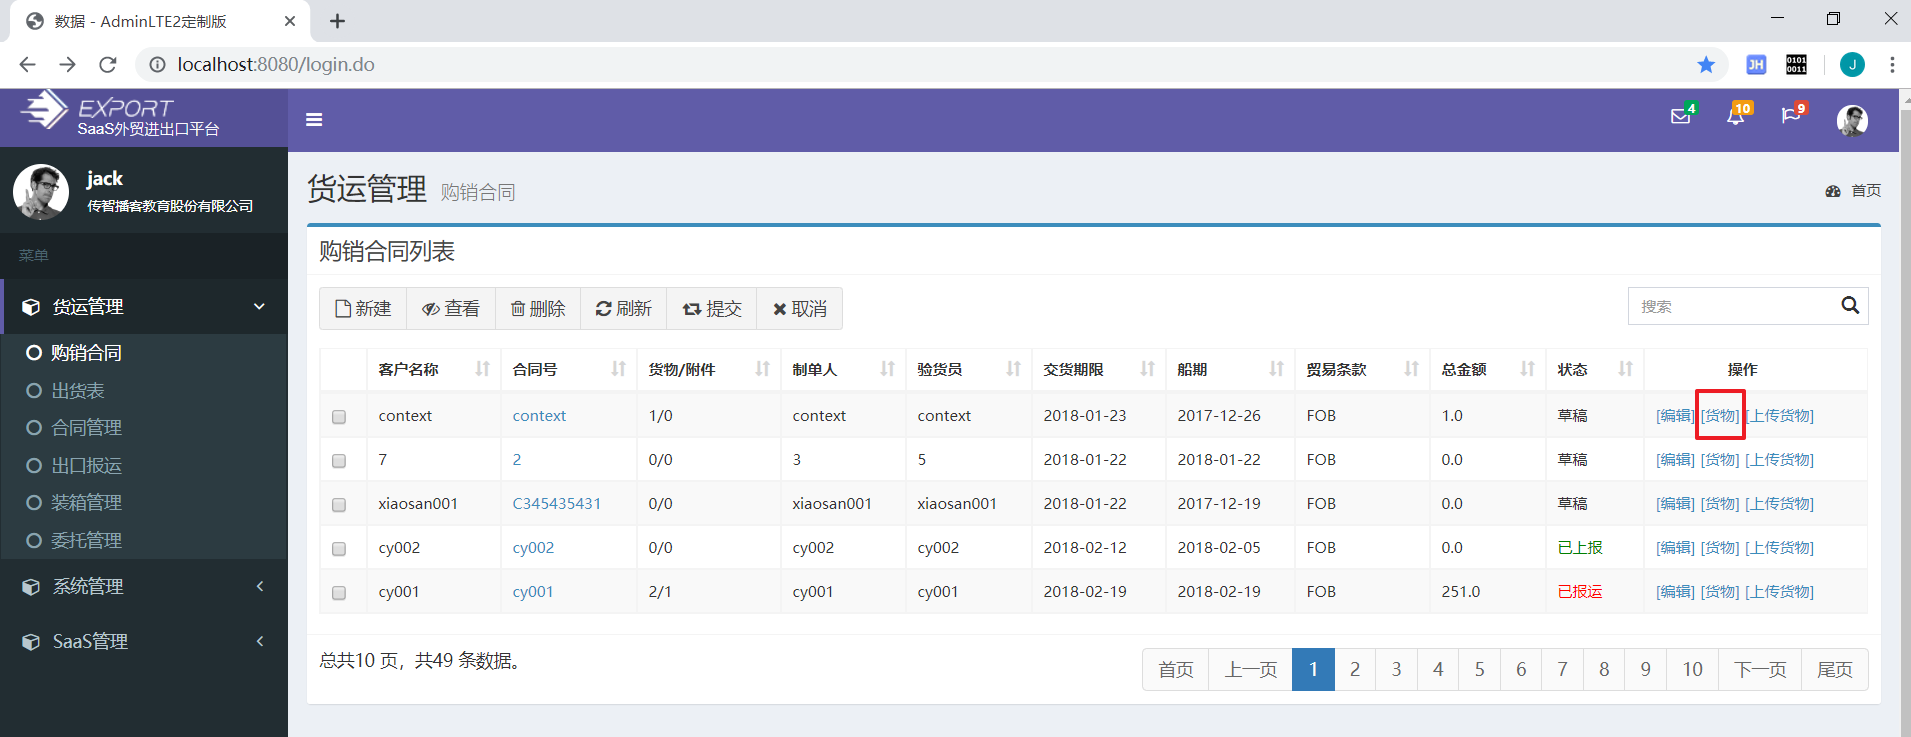 数据 - AdminLTE2定制版
localhost:8080/login.do
JH
0101
0011
J
EXPORT
SaaS外贸进出口平台
4
10
9
jack
传智播客教育股份有限公司
菜单
货运管理
购销合同
出货表
合同管理
出口报运
装箱管理
委托管理
系统管理
SaaS管理
货运管理 购销合同
首页
购销合同列表
新建 查看 删除 刷新 提交 取消
搜索
客户名称 合同号 货物/附件 制单人 验货员 交货期限 船期 贸易条款 总金额 状态 操作
context context 1/0 context context 2018-01-23 2017-12-26 FOB 1.0 草稿 [编辑] [货物] [上传货物]
7 2 0/0 3 5 2018-01-22 2018-01-22 FOB 0.0 草稿 [编辑] [货物] [上传货物]
xiaosan001 C345435431 0/0 xiaosan001 xiaosan001 2018-01-22 2017-12-19 FOB 0.0 草稿 [编辑] [货物] [上传货物]
cy002 cy002 0/0 cy002 cy002 2018-02-12 2018-02-05 FOB 0.0 已上报 [编辑] [货物] [上传货物]
cy001 cy001 2/1 cy001 cy001 2018-02-19 2018-02-19 FOB 251.0 已报运 [编辑] [货物] [上传货物]
总共10 页，共49 条数据。
首页 上一页 1 2 3 4 5 6 7 8 9 10 下一页 尾页